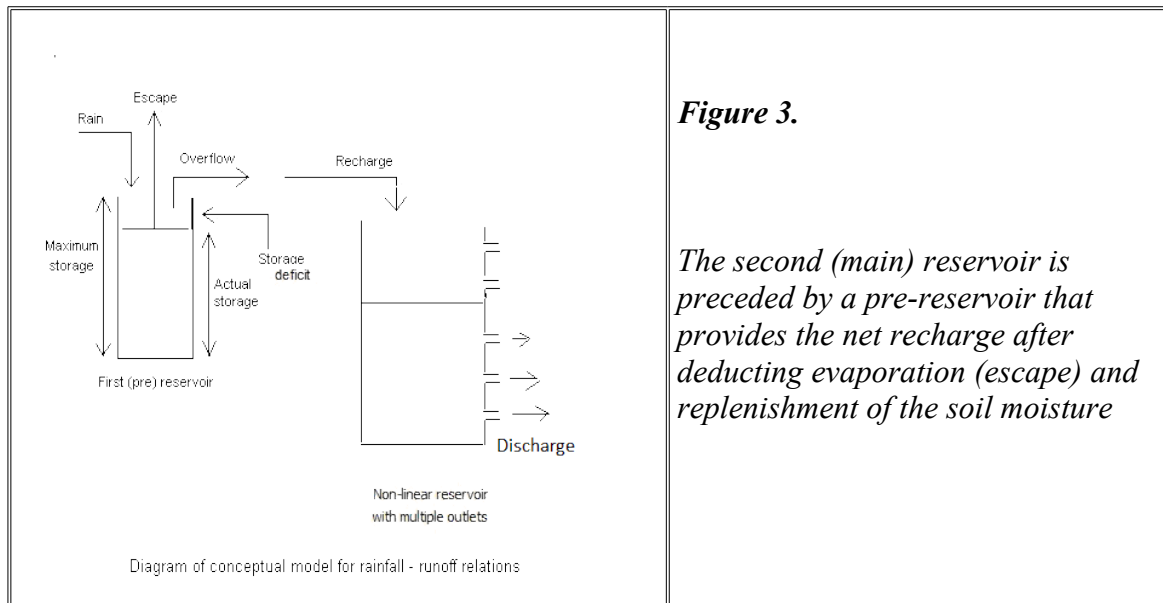 Escape
Rain
Overflow
Recharge
Maximum
storage
Storage
deficit
Actual
storage
First (pre) reservoir
Discharge
Non-linear reservoir
with multiple outlets
Diagram of conceptual model for rainfall - runoff relations
Figure 3.
The second (main) reservoir is
preceded by a pre-reservoir that
provides the net recharge after
deducting evaporation (escape) and
replenishment of the soil moisture